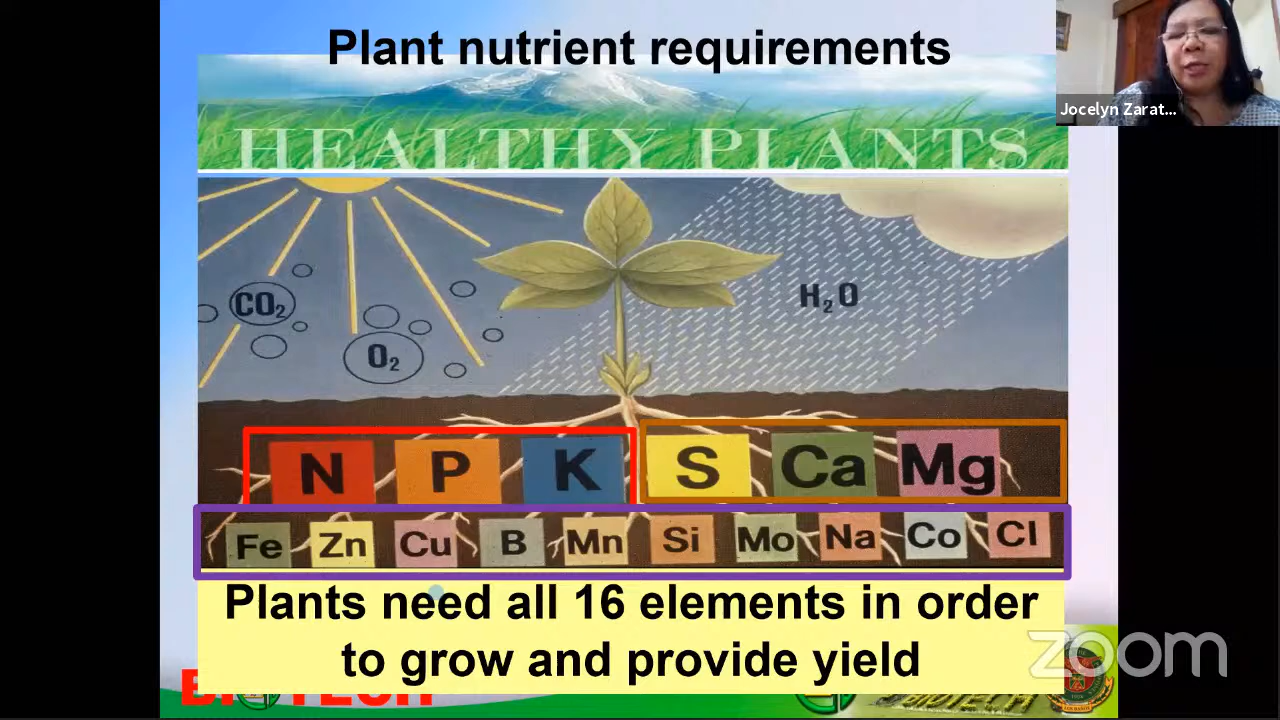 Plant nutrient requirements
Jocelyn Zarat...
HEALTHY PLANTS
CO₂
H₂O
O₂
N P K S Ca Mg
Fe Zn Cu B Mn Si Mo Na Co Cl
Plants need all 16 elements in order
to grow and provide yield
zoom